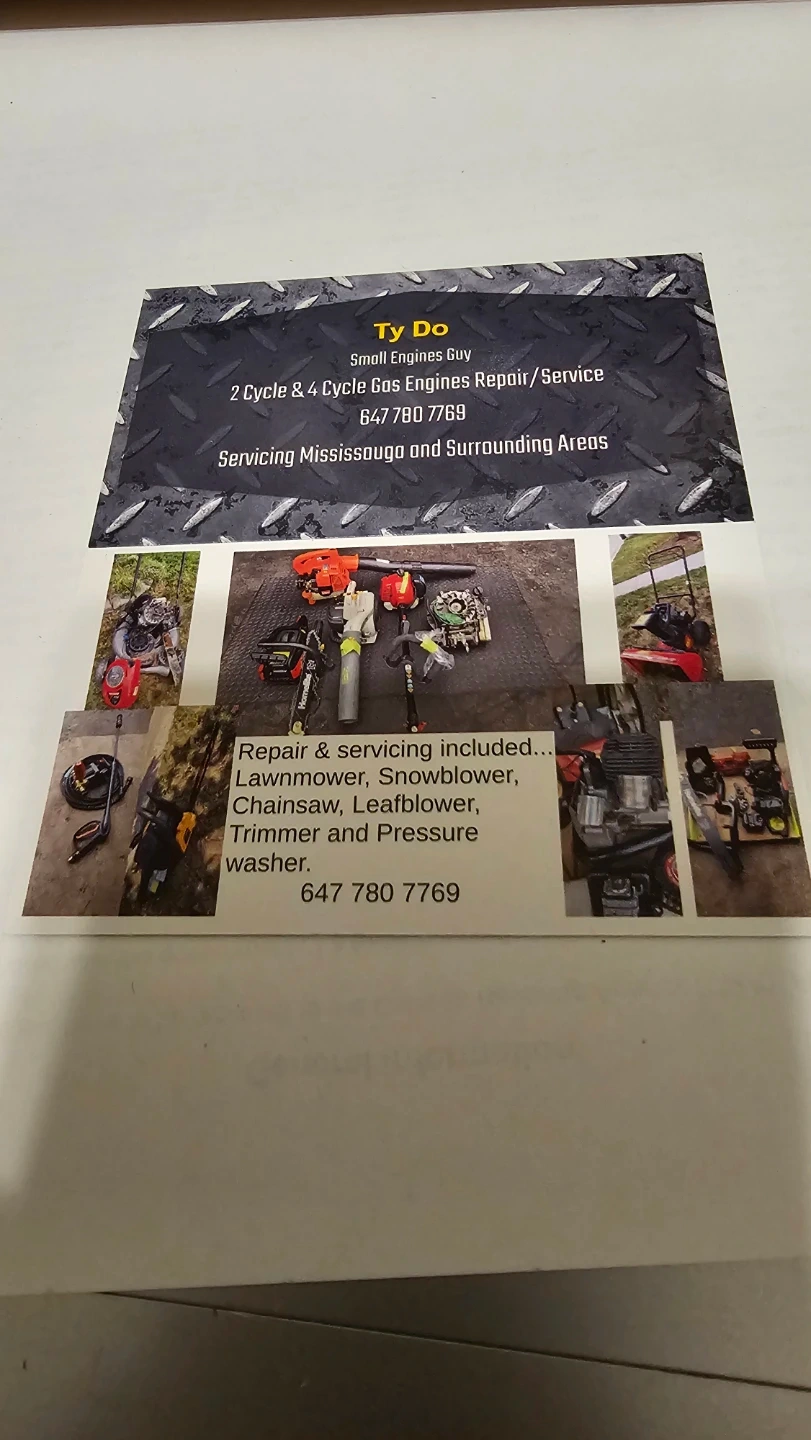 Ty Do
Small Engines Guy
2 Cycle & 4 Cycle Gas Engines Repair/Service
647 780 7769
Servicing Mississauga and Surrounding Areas
Homelite
Repair & servicing included...
Lawnmower, Snowblower,
Chainsaw, Leafblower,
Trimmer and Pressure
washer.
647 780 7769